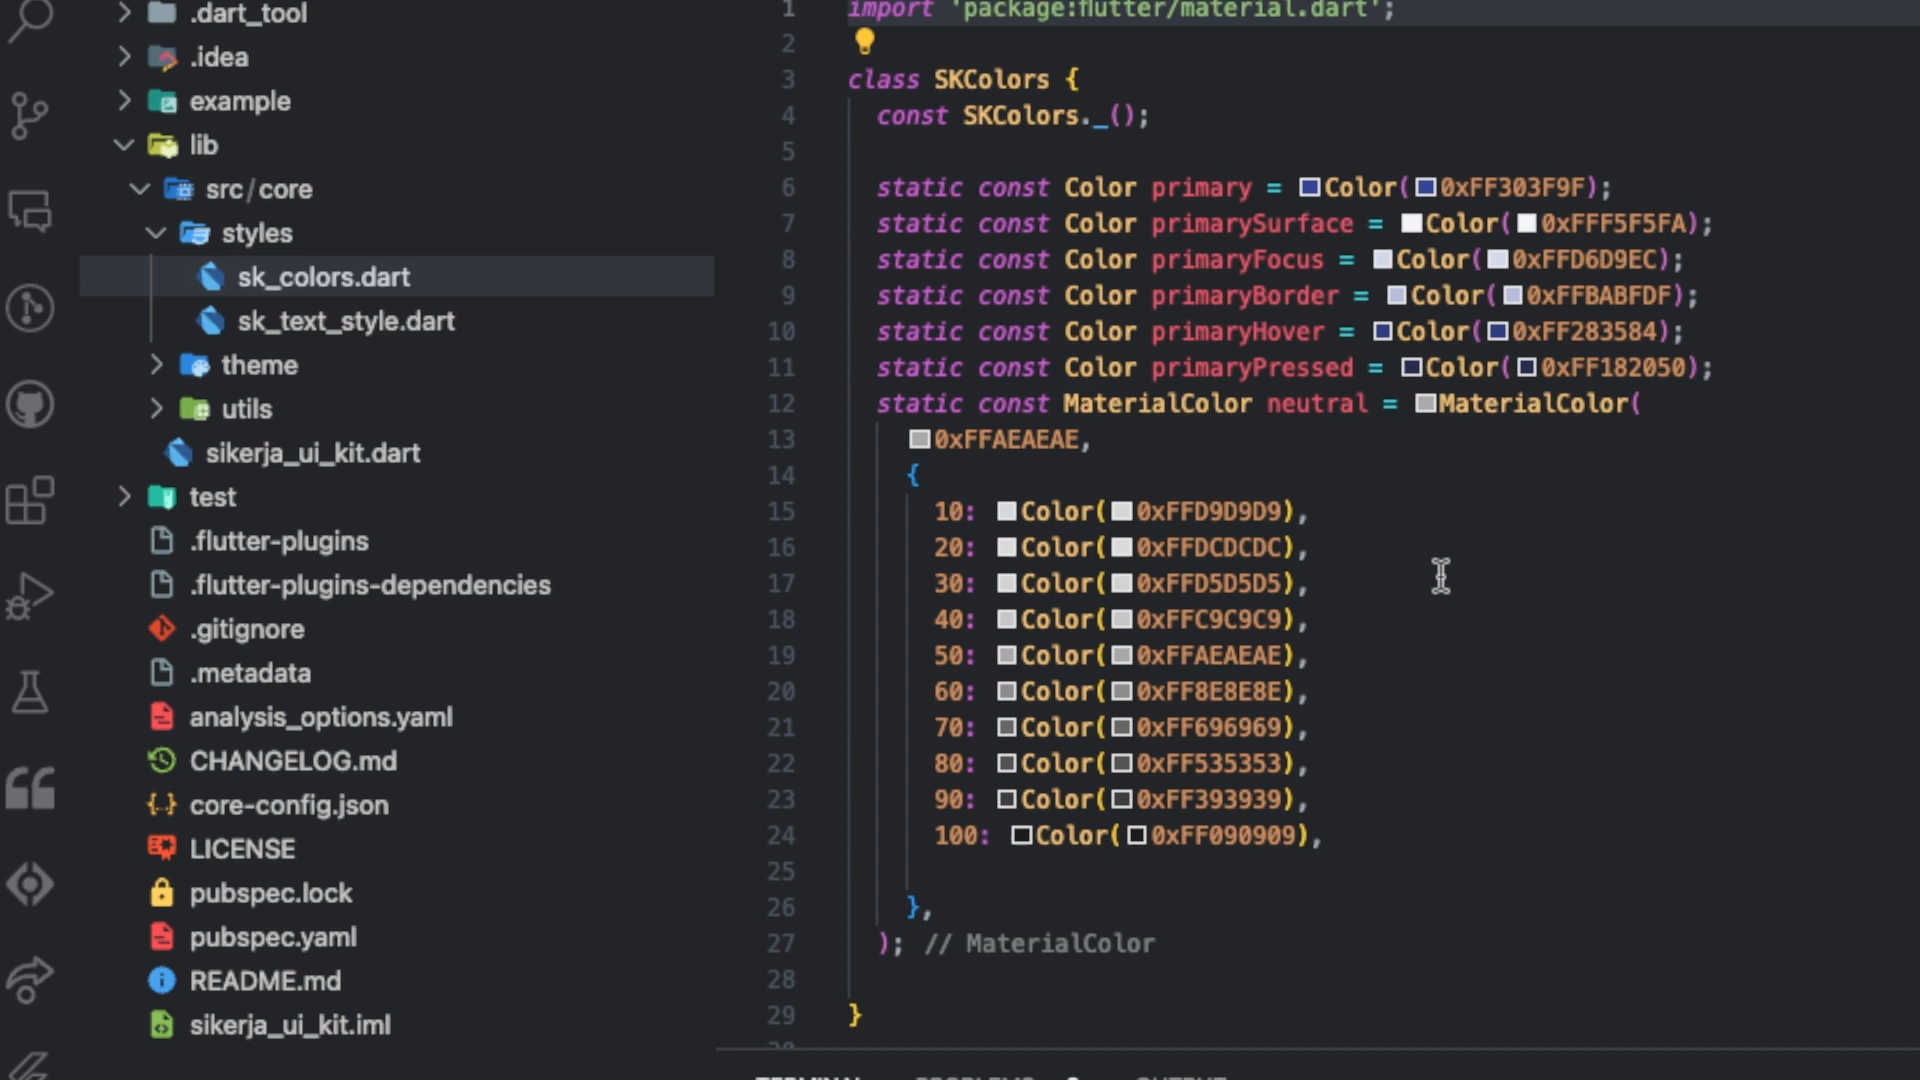 .dart_tool
.idea
example
lib
src/core
styles
sk_colors.dart
sk_text_style.dart
theme
utils
sikerja_ui_kit.dart
test
.flutter-plugins
.flutter-plugins-dependencies
.gitignore
.metadata
analysis_options.yaml
CHANGELOG.md
core-config.json
LICENSE
pubspec.lock
pubspec.yaml
README.md
sikerja_ui_kit.iml
1 import 'package:flutter/material.dart';
2
3 class SKColors {
4 const SKColors._();
5
6 static const Color primary = Color(0xFF303F9F);
7 static const Color primarySurface = Color(0xFFF5F5FA);
8 static const Color primaryFocus = Color(0xFFD6D9EC);
9 static const Color primaryBorder = Color(0xFFBABFDF);
10 static const Color primaryHover = Color(0xFF283584);
11 static const Color primaryPressed = Color(0xFF182050);
12 static const MaterialColor neutral = MaterialColor(
13 0xFFAEAEAE,
14 {
15 10: Color(0xFFD9D9D9),
16 20: Color(0xFFDCDCDC),
17 30: Color(0xFFD5D5D5),
18 40: Color(0xFFC9C9C9),
19 50: Color(0xFFAEAEAE),
20 60: Color(0xFF8E8E8E),
21 70: Color(0xFF696969),
22 80: Color(0xFF535353),
23 90: Color(0xFF393939),
24 100: Color(0xFF090909),
25
26 },
27 ); // MaterialColor
28
29 }